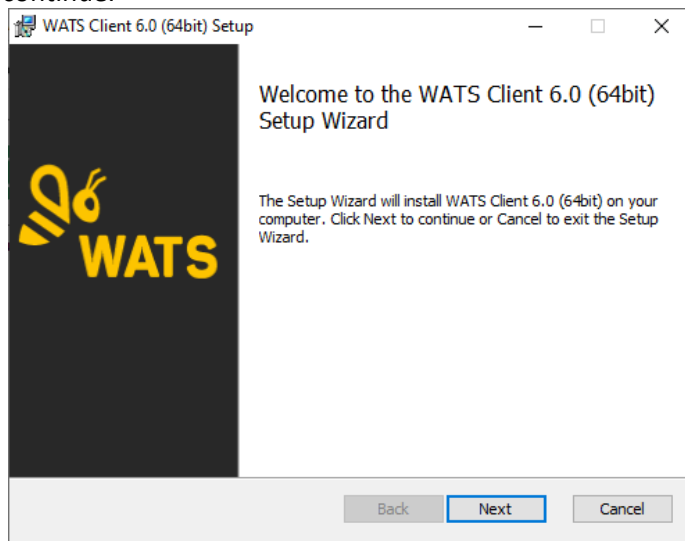 continue.
WATS Client 6.0 (64bit) Setup
Welcome to the WATS Client 6.0 (64bit)
Setup Wizard
The Setup Wizard will install WATS Client 6.0 (64bit) on your
computer. Click Next to continue or Cancel to exit the Setup
Wizard.
WATS
Back Next Cancel